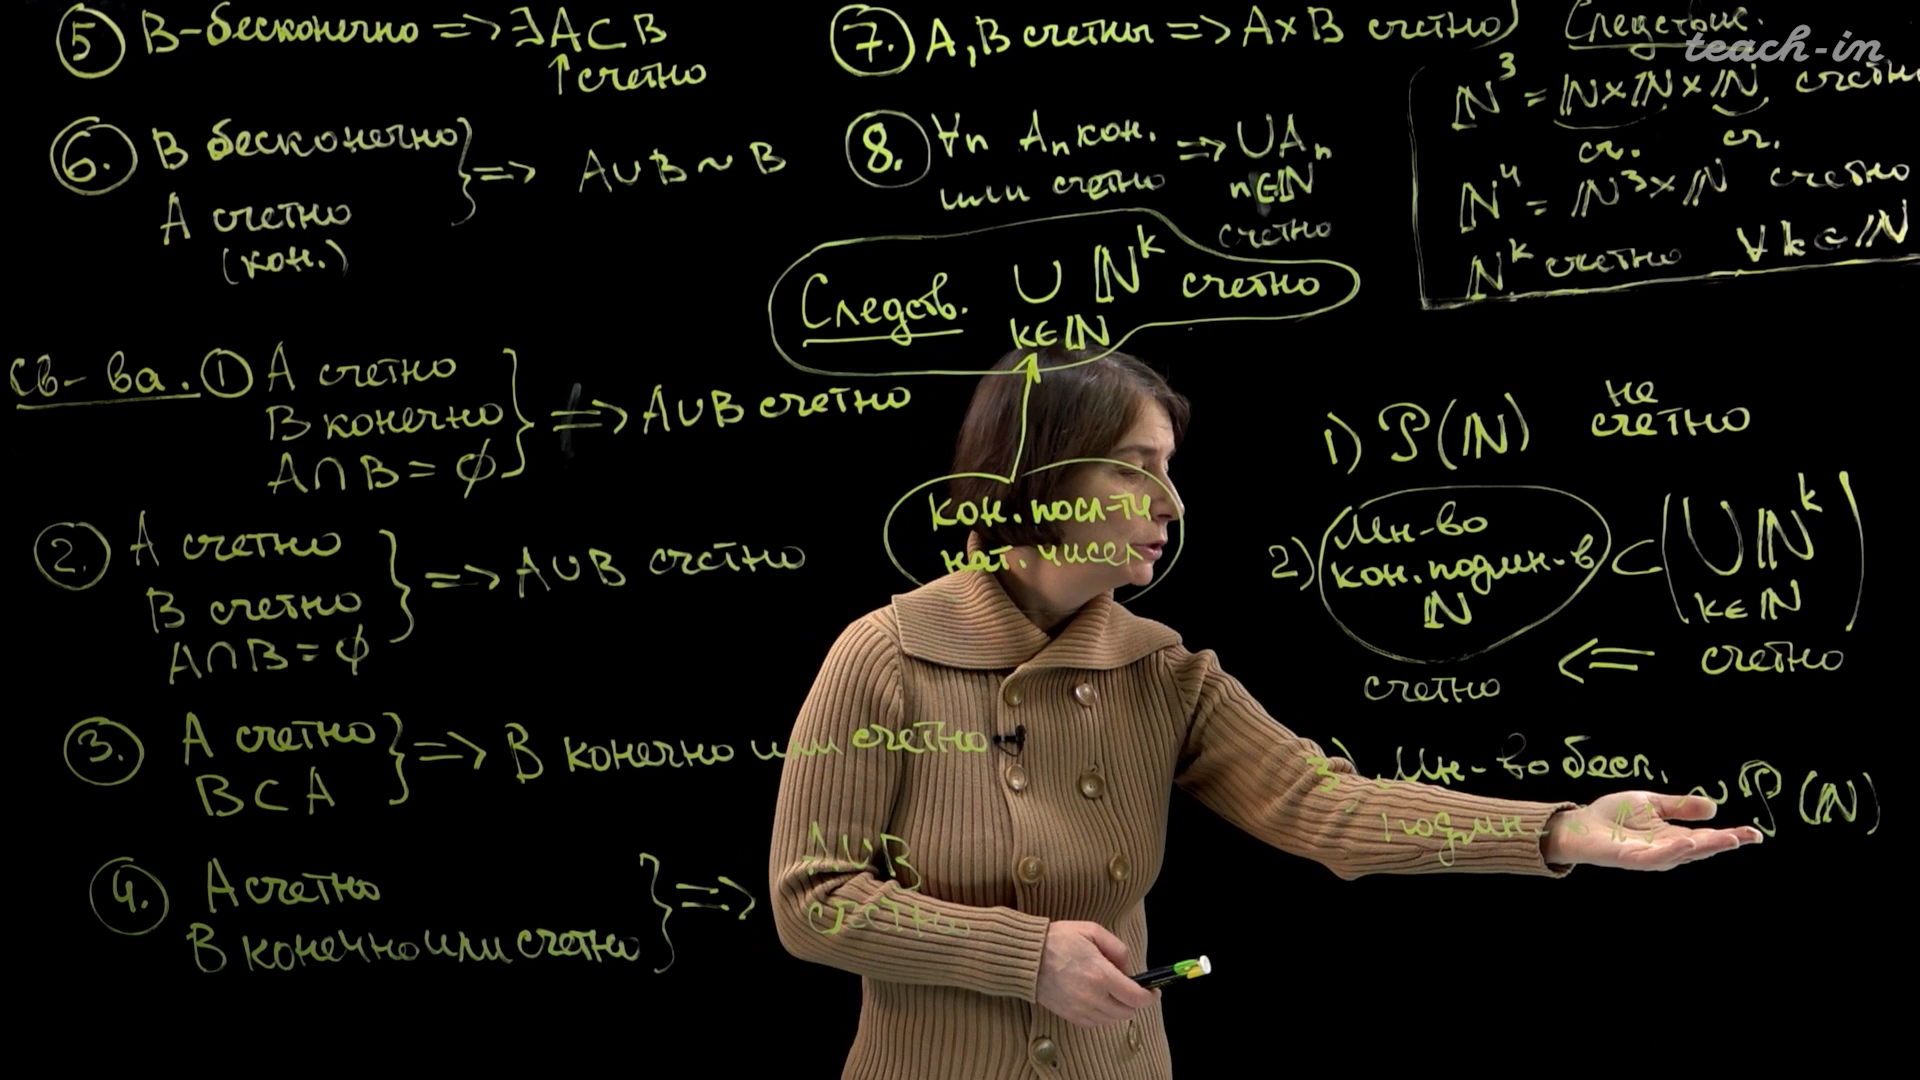 5 В-бесконечно => ∃A⊂B
↑счетно
6. В бесконечно
А счетно
(кон.)
} => A∪B ~ B
7. А, В счетны => A×B счетно
8. ∀n Aₙ кон.
или счетно
=> ∪Aₙ
n∈ℕ
счетно
Следствие.
teach-in
ℕ³ = ℕ×ℕ×ℕ счетно
сч. сч.
ℕ⁴ = ℕ³×ℕ счетно
ℕᵏ счетно ∀k∈ℕ
Следств. ∪ ℕᵏ счетно
k∈ℕ
кон. посл-ти
нат. чисел
Св-ва. 1 А счетно
В конечно
A∩B = ∅
} => A∪B счетно
2. А счетно
В счетно
A∩B = ∅
} => A∪B счетно
3. А счетно
B⊂A
} => В конечно или счетно
4. А счетно
В конечно или счетно
} => A∪B
счетно
1) P(ℕ) не
счетно
2) Мн-во
кон. подмн-в
ℕ
⊂ (∪ℕᵏ)
k∈ℕ
счетно <= счетно
3) Мн-во беск.
подмн-в ℕ ~ P(ℕ)